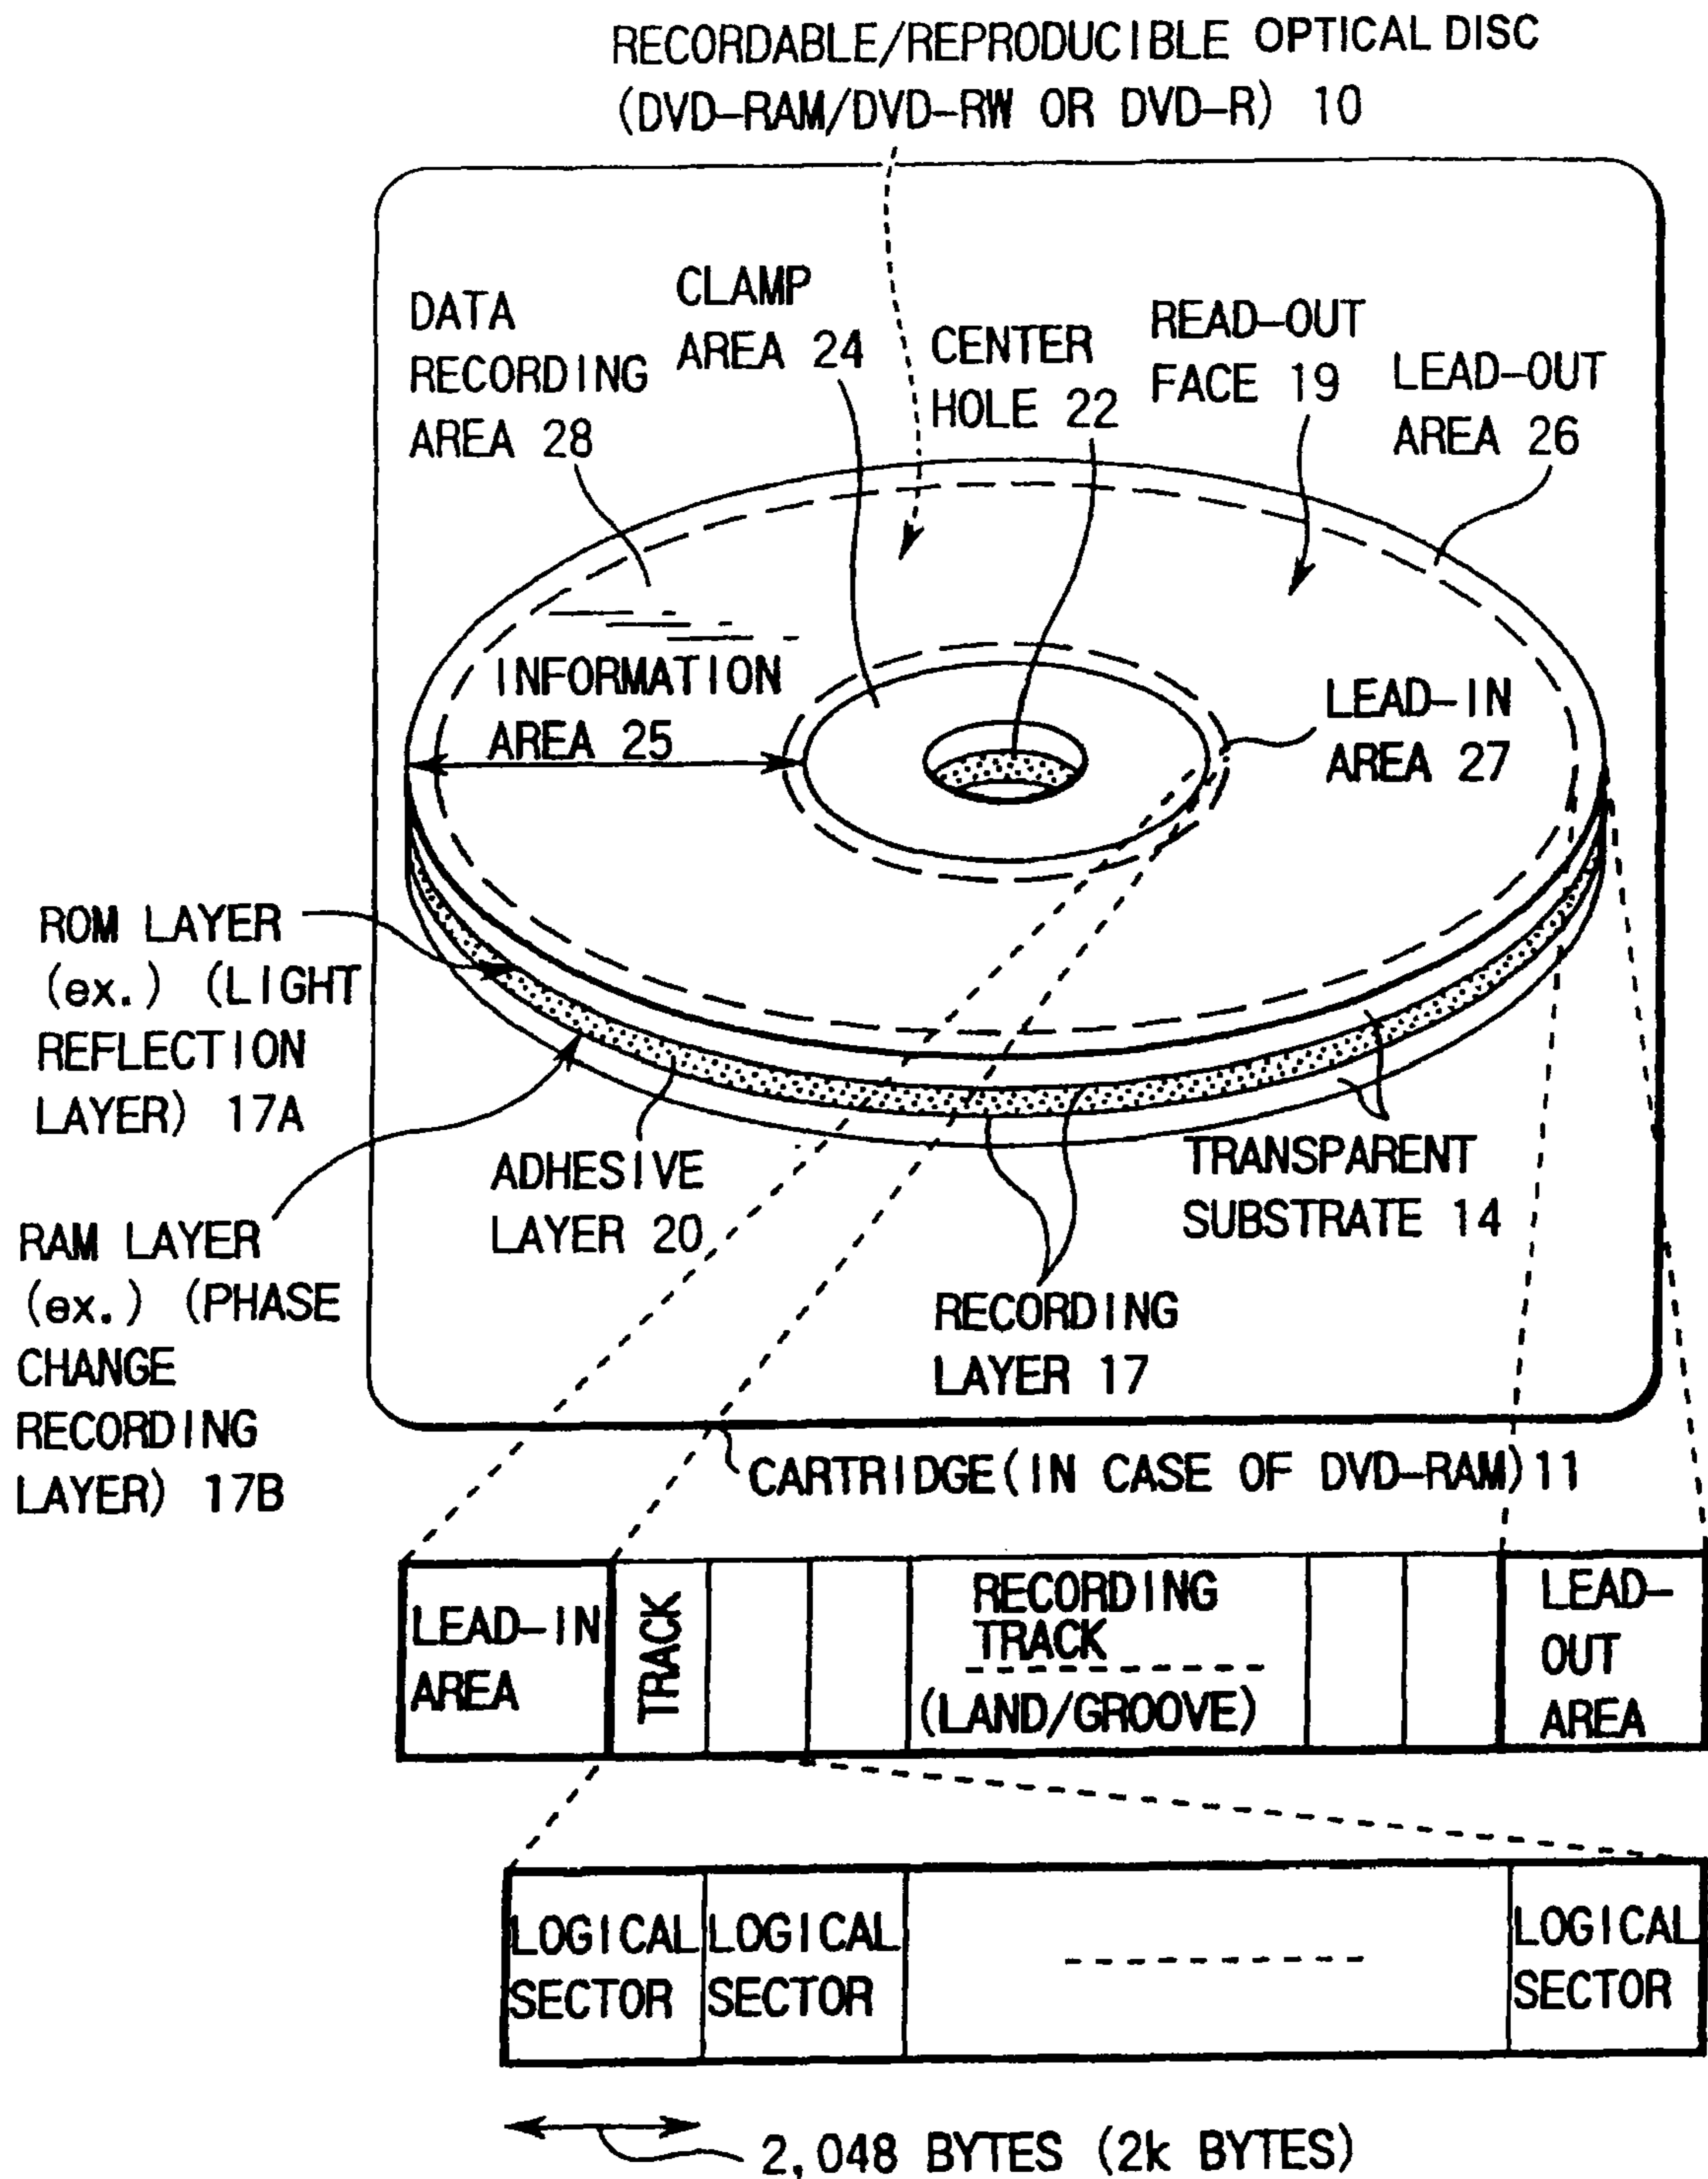 RECORDABLE/REPRODUCIBLE OPTICAL DISC
(DVD-RAM/DVD-RW OR DVD-R) 10
DATA
RECORDING
AREA 28
CLAMP
AREA 24
CENTER
HOLE 22
READ-OUT
FACE 19
LEAD-OUT
AREA 26
INFORMATION
AREA 25
LEAD-IN
AREA 27
ROM LAYER
(ex.) (LIGHT
REFLECTION
LAYER) 17A
ADHESIVE
LAYER 20
TRANSPARENT
SUBSTRATE 14
RAM LAYER
(ex.) (PHASE
CHANGE
RECORDING
LAYER) 17B
RECORDING
LAYER 17
CARTRIDGE(IN CASE OF DVD-RAM)11
LEAD-IN
AREA
TRACK
RECORDING
TRACK
(LAND/GROOVE)
LEAD-
OUT
AREA
LOGICAL
SECTOR
LOGICAL
SECTOR
LOGICAL
SECTOR
2,048 BYTES (2k BYTES)